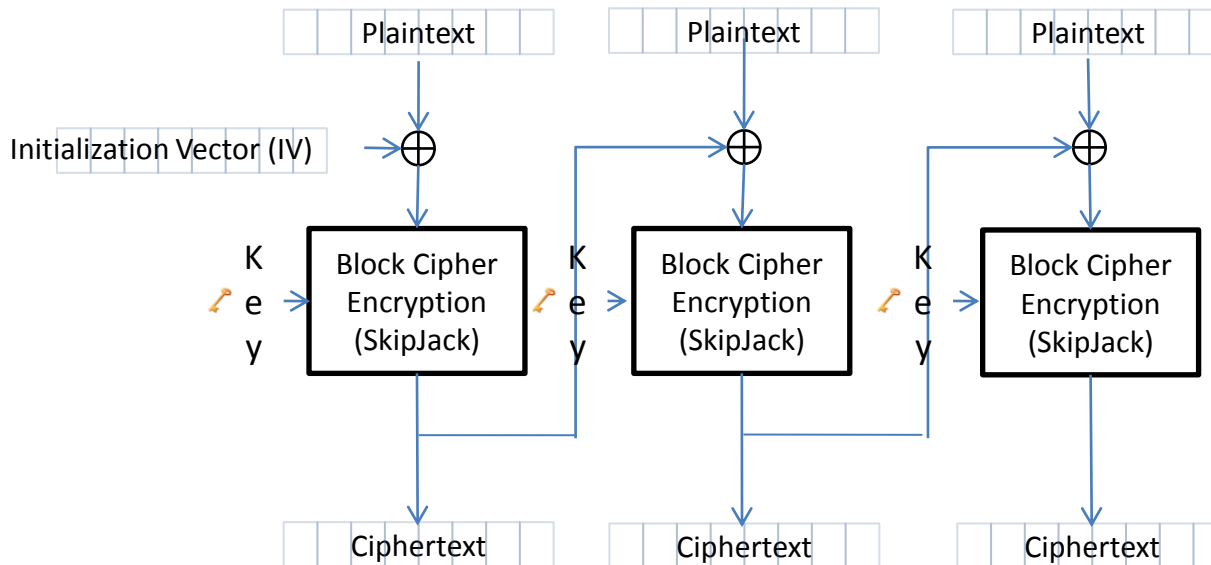 Plaintext
Plaintext
Plaintext
Initialization Vector (IV)
K
e
y
Block Cipher
Encryption
(SkipJack)
K
e
y
Block Cipher
Encryption
(SkipJack)
K
e
y
Block Cipher
Encryption
(SkipJack)
Ciphertext
Ciphertext
Ciphertext